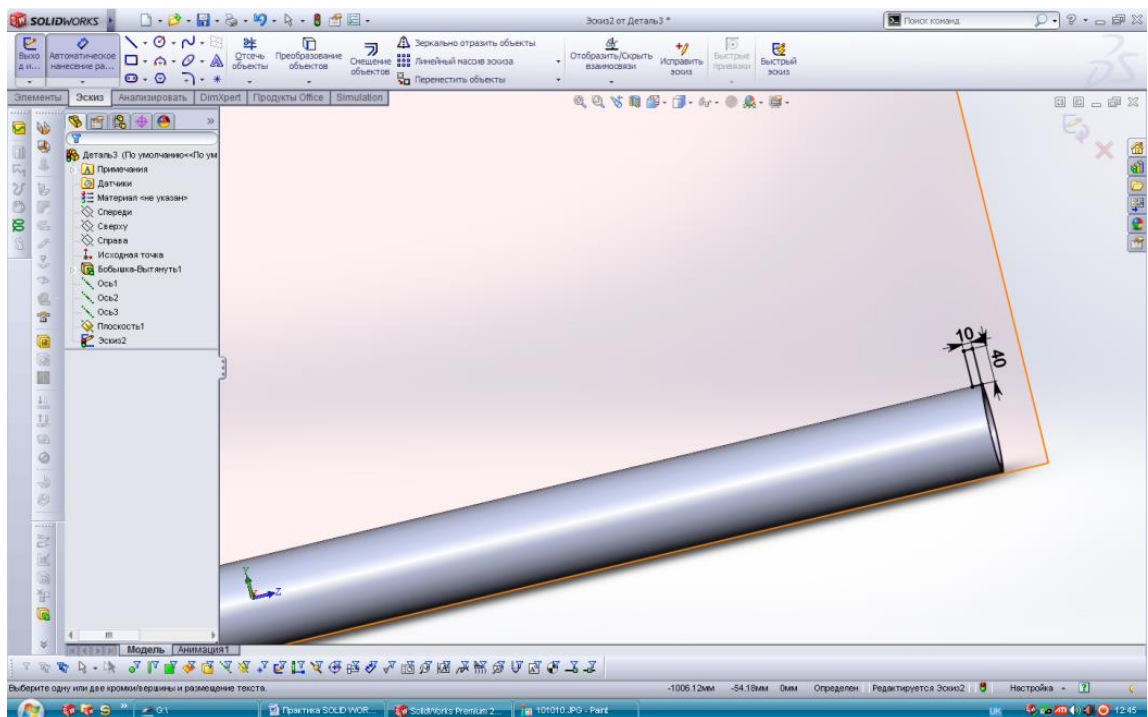 SOLIDWORKS
Эскиз2 от Деталь3 *
Поиск команд
Выхо
д и...
Автоматическое
нанесение ра...
Отсечь
объекты
Преобразование
объектов
Смещение
объектов
Зеркально отразить объекты
Линейный массив эскиза
Переместить объекты
Отобразить/Скрыть
взаимосвязи
Исправить
эскиз
Быстрые
привязки
Быстрый
эскиз
Элементы
Эскиз
Анализировать
DimXpert
Продукты Office
Simulation
Деталь3 (По умолчанию<<По ум
Примечания
Датчики
Материал <не указан>
Спереди
Сверху
Справа
Исходная точка
Бобышка-Вытянуть1
Ось1
Ось2
Ось3
Плоскость1
Эскиз2
10
40
Y
Z
Модель
Анимация1
Выберите одну или две кромки/вершины и размещение текста.
-1006.12мм
-54.18мм
0мм
Определен
Редактируется Эскиз2
Настройка
G:\
Практика SOLID WOR...
SolidWorks Premium 2...
101010.JPG - Paint
UK
12:45